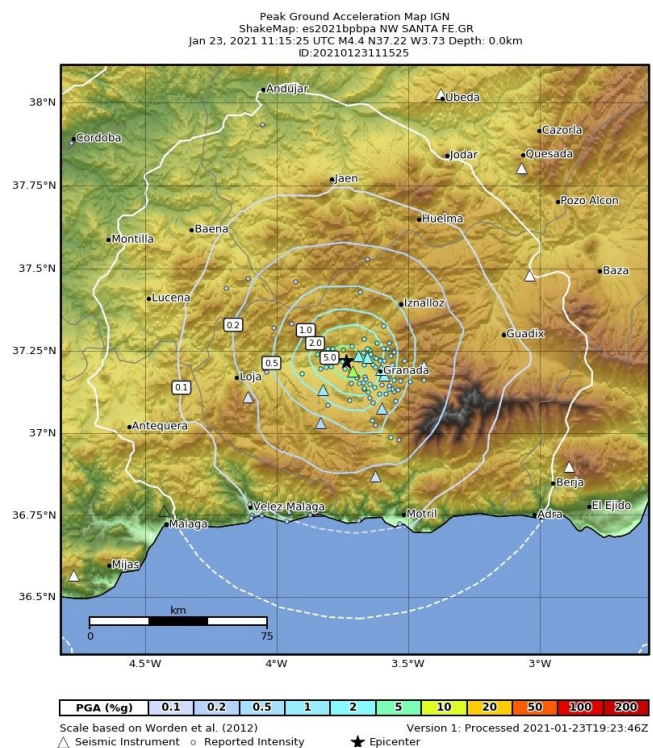 Peak Ground Acceleration Map IGN
ShakeMap: es2021bpbpa NW SANTA FE.GR
Jan 23, 2021 11:15:25 UTC M4.4 N37.22 W3.73 Depth: 0.0km
ID:20210123111525
38°N
Andujar
Ubeda
Cordoba
Cazorla
Jodar
Quesada
37.75°N
Jaen
Pozo Alcon
Huelma
Baena
Montilla
37.5°N
Baza
Lucena
Iznalloz
0.2
1.0
Guadix
2.0
37.25°N
5.0
0.5
Granada
Loja
0.1
Antequera
37°N
Berja
Velez-Malaga
El Ejido
36.75°N
Motril
Adra
Malaga
Mijas
36.5°N
km
0
75
4.5°W
4°W
3.5°W
3°W
PGA (%g) 0.1 0.2 0.5 1 2 5 10 20 50 100 200
Scale based on Worden et al. (2012) Version 1: Processed 2021-01-23T19:23:46Z
Seismic Instrument Reported Intensity Epicenter